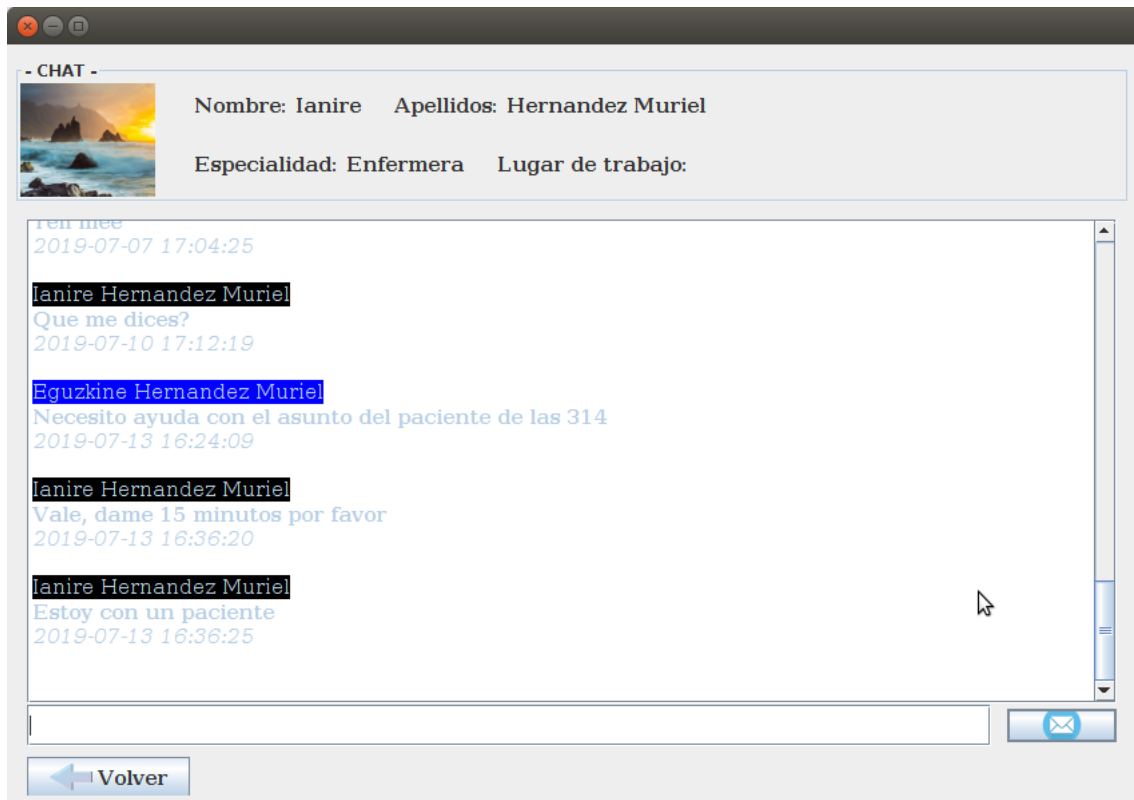 - CHAT -
Nombre: Ianire Apellidos: Hernandez Muriel
Especialidad: Enfermera Lugar de trabajo:
2019-07-07 17:04:25
Ianire Hernandez Muriel
Que me dices?
2019-07-10 17:12:19
Eguzkine Hernandez Muriel
Necesito ayuda con el asunto del paciente de las 314
2019-07-13 16:24:09
Ianire Hernandez Muriel
Vale, dame 15 minutos por favor
2019-07-13 16:36:20
Ianire Hernandez Muriel
Estoy con un paciente
2019-07-13 16:36:25
Volver